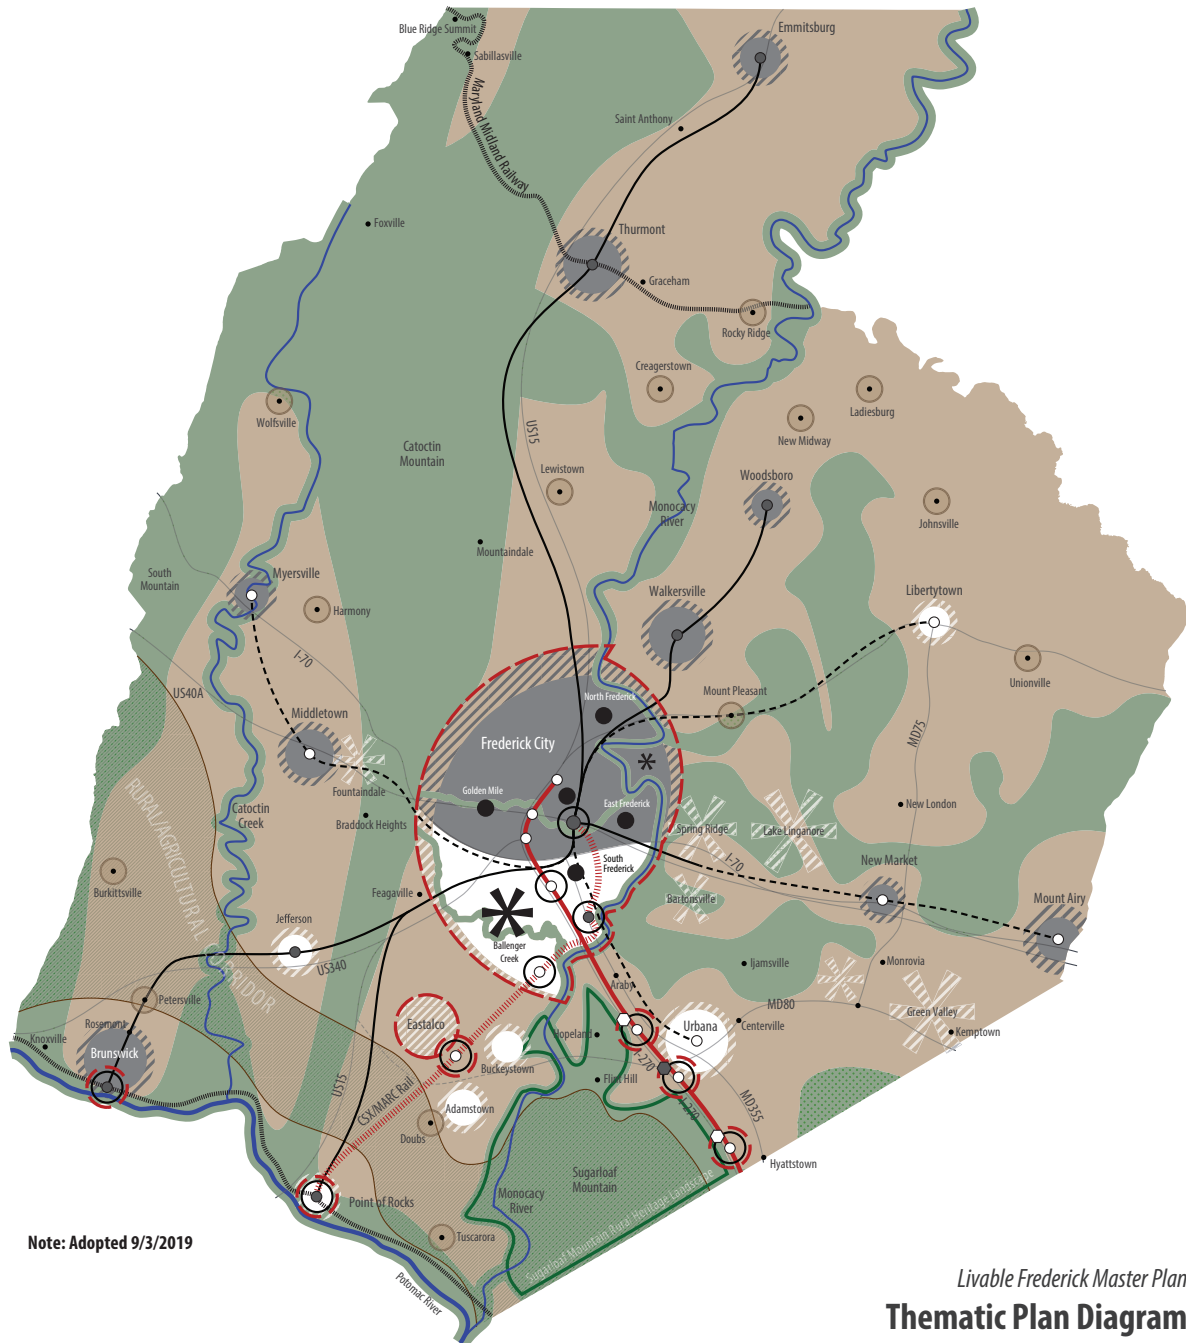 Blue Ridge Summit
Emmitsburg
Sabillasville
Maryland Midland Railway
Saint Anthony
Foxville
Thurmont
Graceham
Rocky Ridge
Creagerstown
Ladiesburg
Wolfsville
New Midway
US15
Catoctin
Mountain
Lewistown
Woodsboro
Monocacy
River
Johnsville
Mountaindale
South
Mountain
Myersville
Harmony
Walkersville
Libertytown
I-70
Unionville
US40A
Mount Pleasant
North Frederick
Middletown
Frederick City
MD75
Fountaindale
Golden Mile
East Frederick
New London
RURAL/AGRICULTURAL CORRIDOR
Catoctin
Creek
Braddock Heights
Spring Ridge
Lake Linganore
I-70
South
Frederick
New Market
Burkittsville
Feagaville
Bartonsville
Mount Airy
Jefferson
Ballenger
Creek
US340
Ijamsville
Monrovia
Araby
Petersville
MD80
Green Valley
Rosemont
Eastalco
Hopeland
Urbana
Centerville
Kemptown
Knoxville
Brunswick
Buckeystown
I-270
Flint Hill
US15
CSX/MARC Rail
Adamstown
I-270
MD355
Doubs
Hyattstown
Sugarloaf
Mountain
Point of Rocks
Monocacy
River
Sugarloaf Mountain Rural Heritage Landscape
Tuscarora
Note: Adopted 9/3/2019
Potomac River
Livable Frederick Master Plan
Thematic Plan Diagram